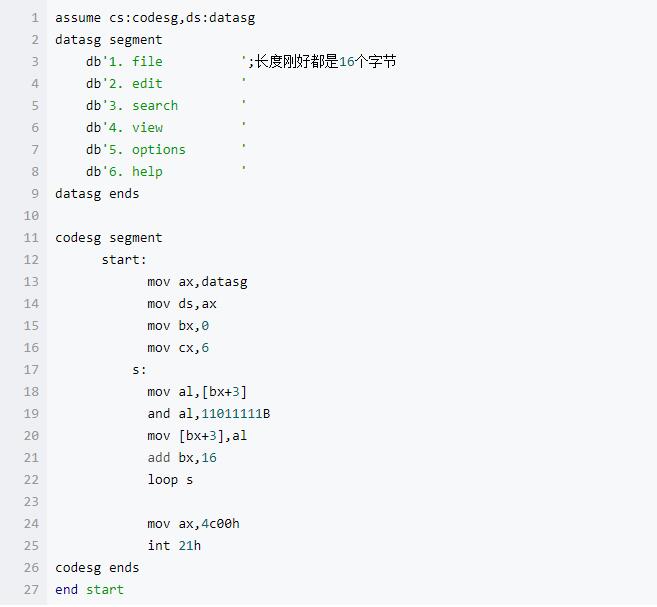 1 assume cs:codesg,ds:datasg
2 datasg segment
3     db'1. file          ';长度刚好都是16个字节
4     db'2. edit          '
5     db'3. search        '
6     db'4. view          '
7     db'5. options       '
8     db'6. help          '
9 datasg ends
10
11 codesg segment
12       start:
13             mov ax,datasg
14             mov ds,ax
15             mov bx,0
16             mov cx,6
17           s:
18             mov al,[bx+3]
19             and al,11011111B
20             mov [bx+3],al
21             add bx,16
22             loop s
23
24             mov ax,4c00h
25             int 21h
26 codesg ends
27 end start